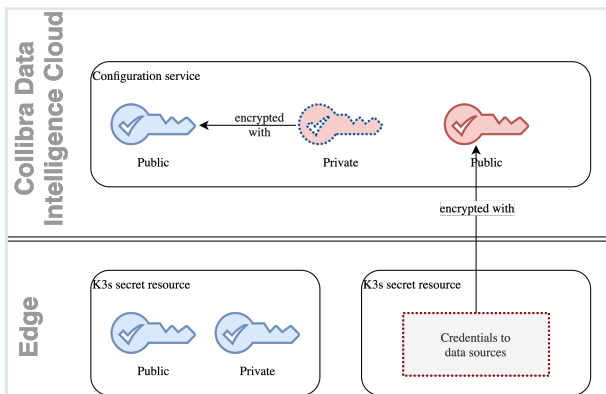 Collibra Data
Intelligence Cloud
Configuration service
encrypted
with
Public
Private
Public
encrypted with
Edge
K3s secret resource
K3s secret resource
Credentials to
data sources
Public
Private